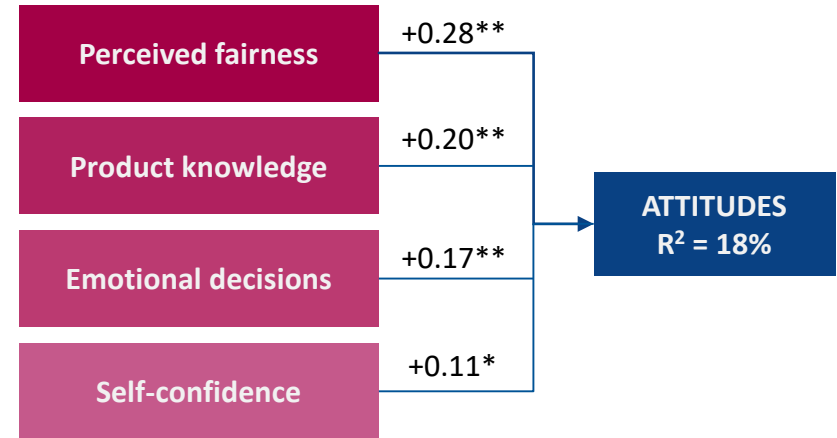 Perceived fairness
+0.28**
Product knowledge
+0.20**
Emotional decisions
+0.17**
Self-confidence
+0.11*
ATTITUDES
R² = 18%